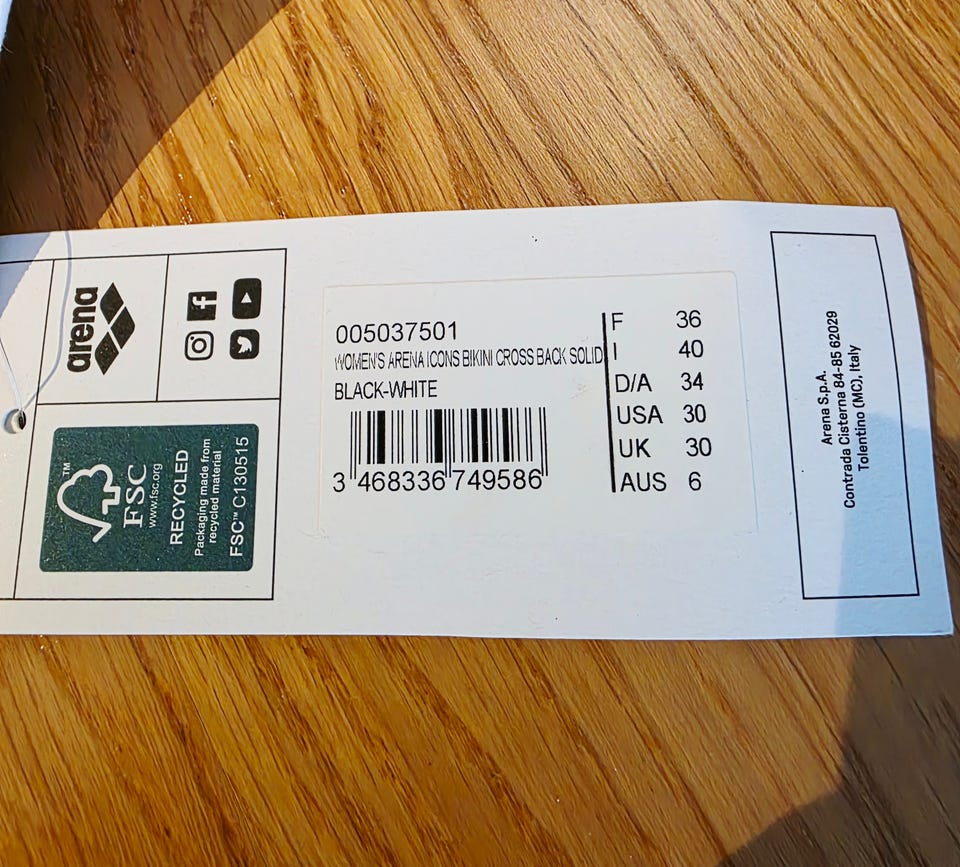 arena
FSC
www.fsc.org
RECYCLED
Packaging made from
recycled material
FSC™ C130515
005037501
WOMEN'S ARENA ICONS BIKINI CROSS BACK SOLID
BLACK-WHITE
3 468336 749586
F 36
I 40
D/A 34
USA 30
UK 30
AUS 6
Arena S.p.A.
Contrada Cisterna 84-85 62029
Tolentino (MC), Italy